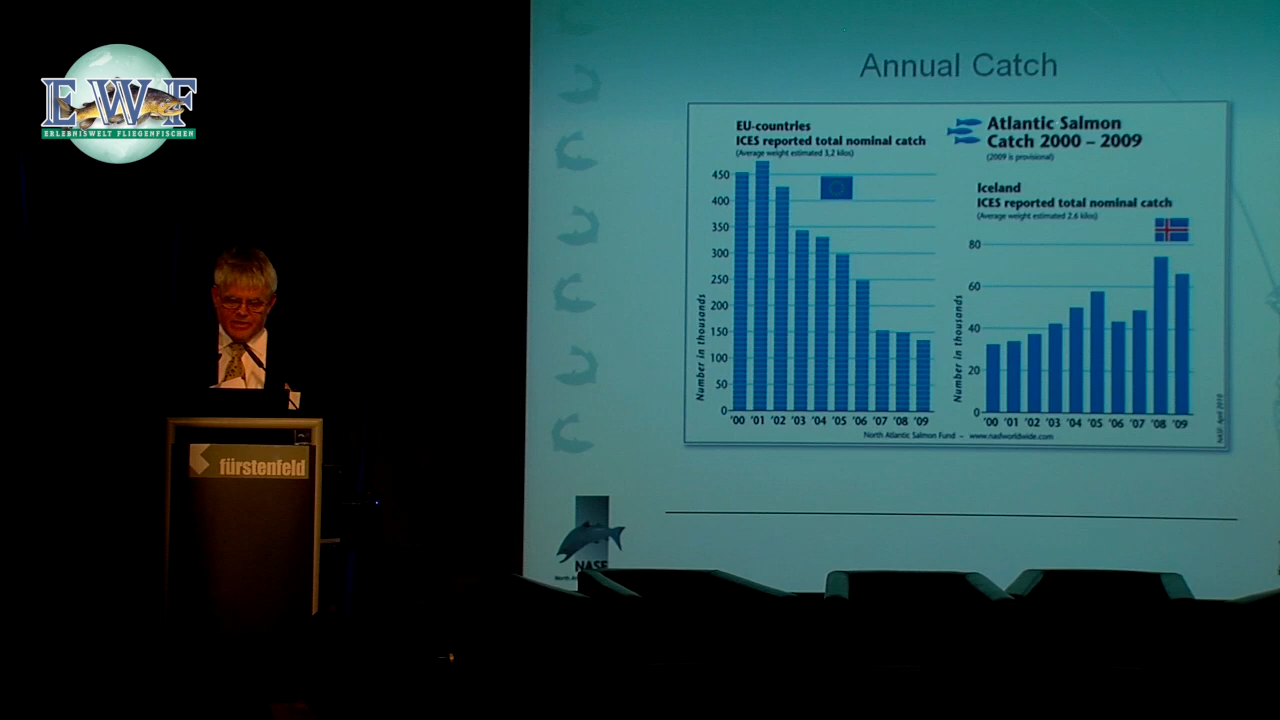 EWF
ERLEBNISWELT FLIEGENFISCHEN
Annual Catch
EU-countries
ICES reported total nominal catch
(Average weight estimated 3,2 kilos)
Number in thousands
450
400
350
300
250
200
150
100
50
0
'00 '01 '02 '03 '04 '05 '06 '07 '08 '09
Atlantic Salmon
Catch 2000 – 2009
(2009 is provisional)
Iceland
ICES reported total nominal catch
(Average weight estimated 2.6 kilos)
Number in thousands
80
60
40
20
0
'00 '01 '02 '03 '04 '05 '06 '07 '08 '09
North Atlantic Salmon Fund – www.nasfworldwide.com
NASF April 2010
NASF
fürstenfeld